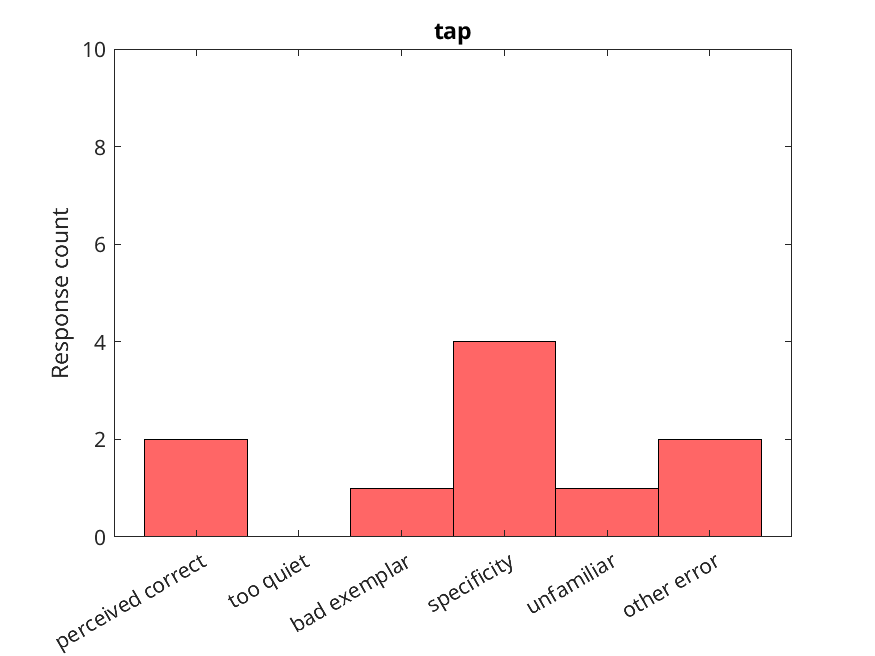 tap
Response count
10
8
6
4
2
0
perceived correct
too quiet
bad exemplar
specificity
unfamiliar
other error